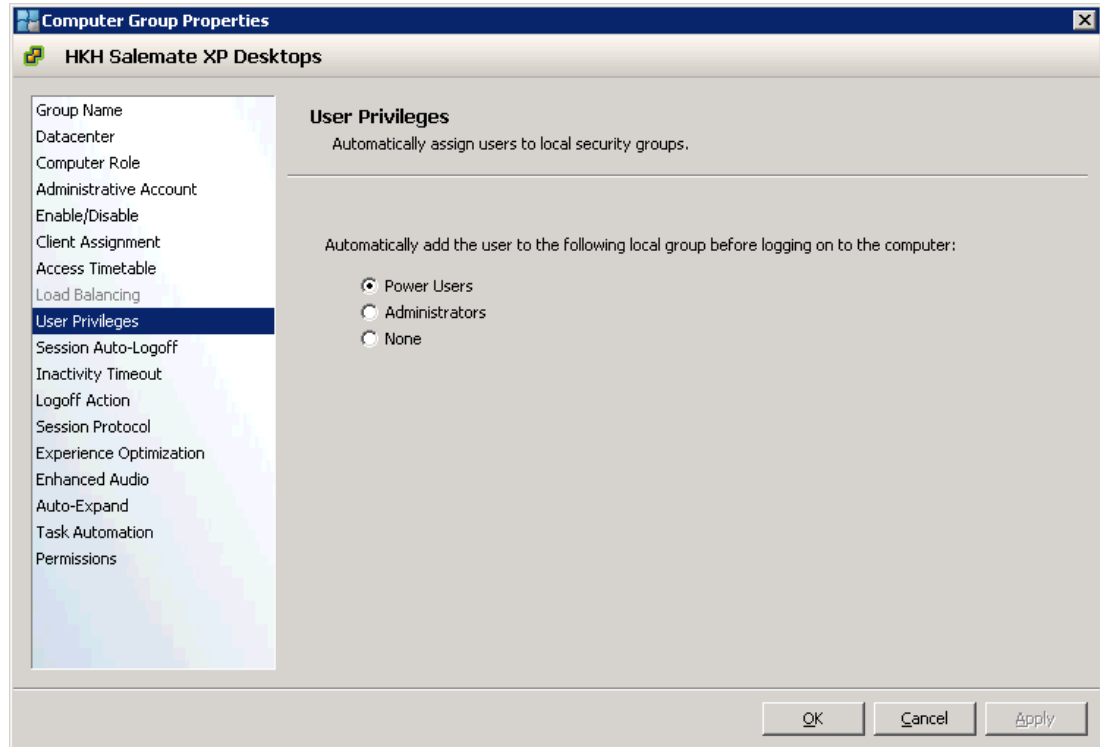 Computer Group Properties
HKH Salemate XP Desktops
Group Name
Datacenter
Computer Role
Administrative Account
Enable/Disable
Client Assignment
Access Timetable
Load Balancing
User Privileges
Session Auto-Logoff
Inactivity Timeout
Logoff Action
Session Protocol
Experience Optimization
Enhanced Audio
Auto-Expand
Task Automation
Permissions
User Privileges
Automatically assign users to local security groups.
Automatically add the user to the following local group before logging on to the computer:
Power Users
Administrators
None
OK Cancel Apply